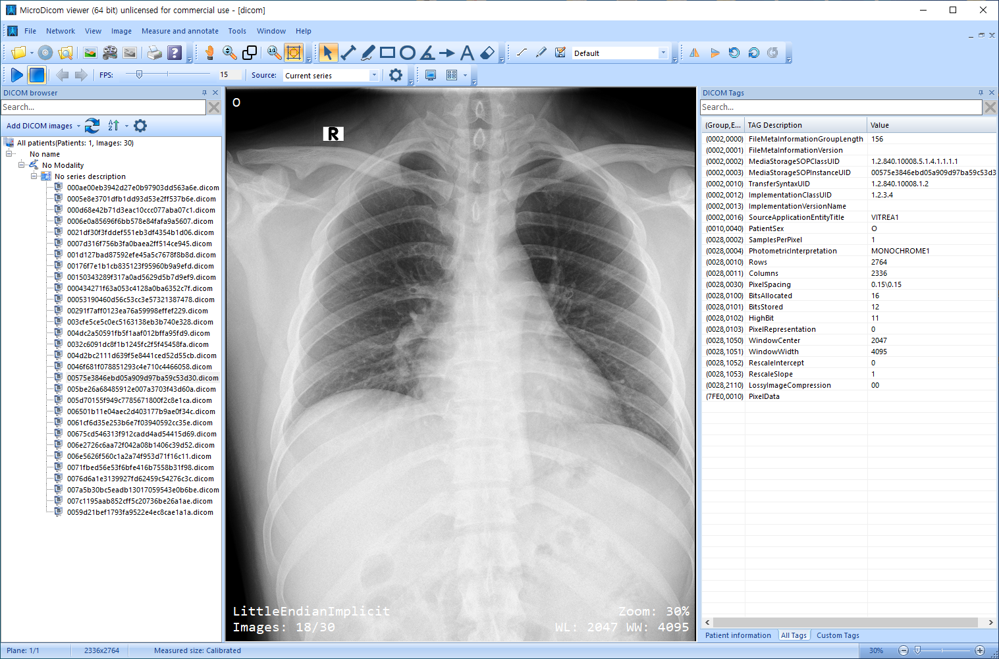 MicroDicom viewer (64 bit) unlicensed for commercial use - [dicom]
File Network View Image Measure and annotate Tools Window Help
1:1 Default
FPS: 15 Source: Current series
DICOM browser
Search...
Add DICOM images
All patients(Patients: 1, Images: 30)
No name
No Modality
No series description
000ae00eb3942d27e0b97903dd563a6e.dicom
0005e8e3701dfb1dd93d53e2ff537b6e.dicom
000d68e42b71d3eac10ccc077aba07c1.dicom
0006e0a85696f6bb578e84fafa9a5607.dicom
0021df30f3fddef551eb3df4354b1d06.dicom
0007d316f756b3fa0baea2ff514ce945.dicom
001d127bad87592efe45a5c7678f8b8d.dicom
00176f7e1b1cb835123f95960b9a9efd.dicom
00150343289f317a0ad5629d5b7d9ef9.dicom
000434271f63a053c4128a0ba6352c7f.dicom
00053190460d56c53cc3e57321387478.dicom
00291f7aff0123ea76a59998effef229.dicom
003cfe5ce5c0ec5163138eb3b740e328.dicom
004dc2a50591fb5f1aaf012bffa95fd9.dicom
0032c6091dc8f1b1245fc2f5f45458fa.dicom
004d2bc2111d639f5e8441ced52d55cb.dicom
0046f681f078851293c4e710c4466058.dicom
00575e3846ebd05a909d97ba59c53d30.dicom
005be26a68485912e007a3703f43d60a.dicom
005d70155f949c7785671800f2c8e1ca.dicom
006501b11e04aec2d403177b9ae0f34c.dicom
0061cf6d35e253b6e7f03940592cc35e.dicom
00675cd546313f912cadd4ad54415d69.dicom
006e2726c6aa72f042a08b1406c39d52.dicom
006e5626f560c1a2a74f953d71f16c11.dicom
0071fbed56e53f6bfe416b7558b31f98.dicom
0076d6a1e3139927fd62459c54276c3c.dicom
007a5b30bc5eadb13017059543e0b6be.dicom
007c1195aab852cff5c20736be26a1ae.dicom
0059d21bef1793fa9522e4ec8cae1a1a.dicom
O
R
LittleEndianImplicit
Images: 18/30
Zoom: 30%
WL: 2047 WW: 4095
DICOM Tags
Search...
(Group,E... TAG Description Value
(0002,0000) FileMetaInformationGroupLength 156
(0002,0001) FileMetaInformationVersion
(0002,0002) MediaStorageSOPClassUID 1.2.840.10008.5.1.4.1.1.1.1
(0002,0003) MediaStorageSOPInstanceUID 00575e3846ebd05a909d97ba59c53d3
(0002,0010) TransferSyntaxUID 1.2.840.10008.1.2
(0002,0012) ImplementationClassUID 1.2.3.4
(0002,0013) ImplementationVersionName
(0002,0016) SourceApplicationEntityTitle VITREA1
(0010,0040) PatientSex O
(0028,0002) SamplesPerPixel 1
(0028,0004) PhotometricInterpretation MONOCHROME1
(0028,0010) Rows 2764
(0028,0011) Columns 2336
(0028,0030) PixelSpacing 0.15\0.15
(0028,0100) BitsAllocated 16
(0028,0101) BitsStored 12
(0028,0102) HighBit 11
(0028,0103) PixelRepresentation 0
(0028,1050) WindowCenter 2047
(0028,1051) WindowWidth 4095
(0028,1052) RescaleIntercept 0
(0028,1053) RescaleSlope 1
(0028,2110) LossyImageCompression 00
(7FE0,0010) PixelData
Patient information All Tags Custom Tags
Plane: 1/1 2336x2764 Measured size: Calibrated 30%